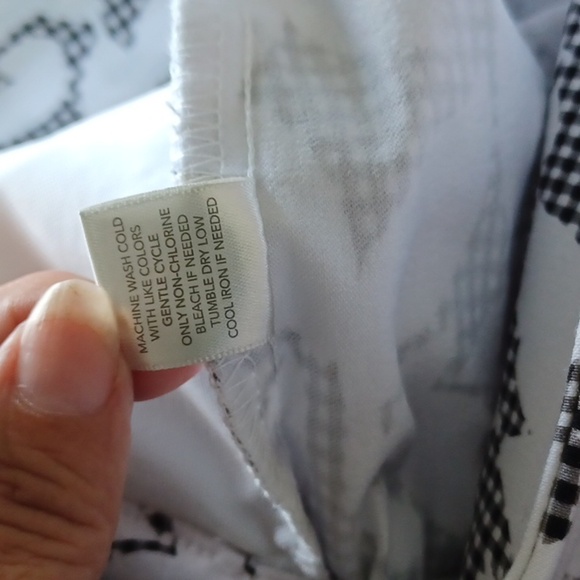 MACHINE WASH COLD
WITH LIKE COLORS
GENTLE CYCLE
ONLY NON-CHLORINE
BLEACH IF NEEDED
TUMBLE DRY LOW
COOL IRON IF NEEDED